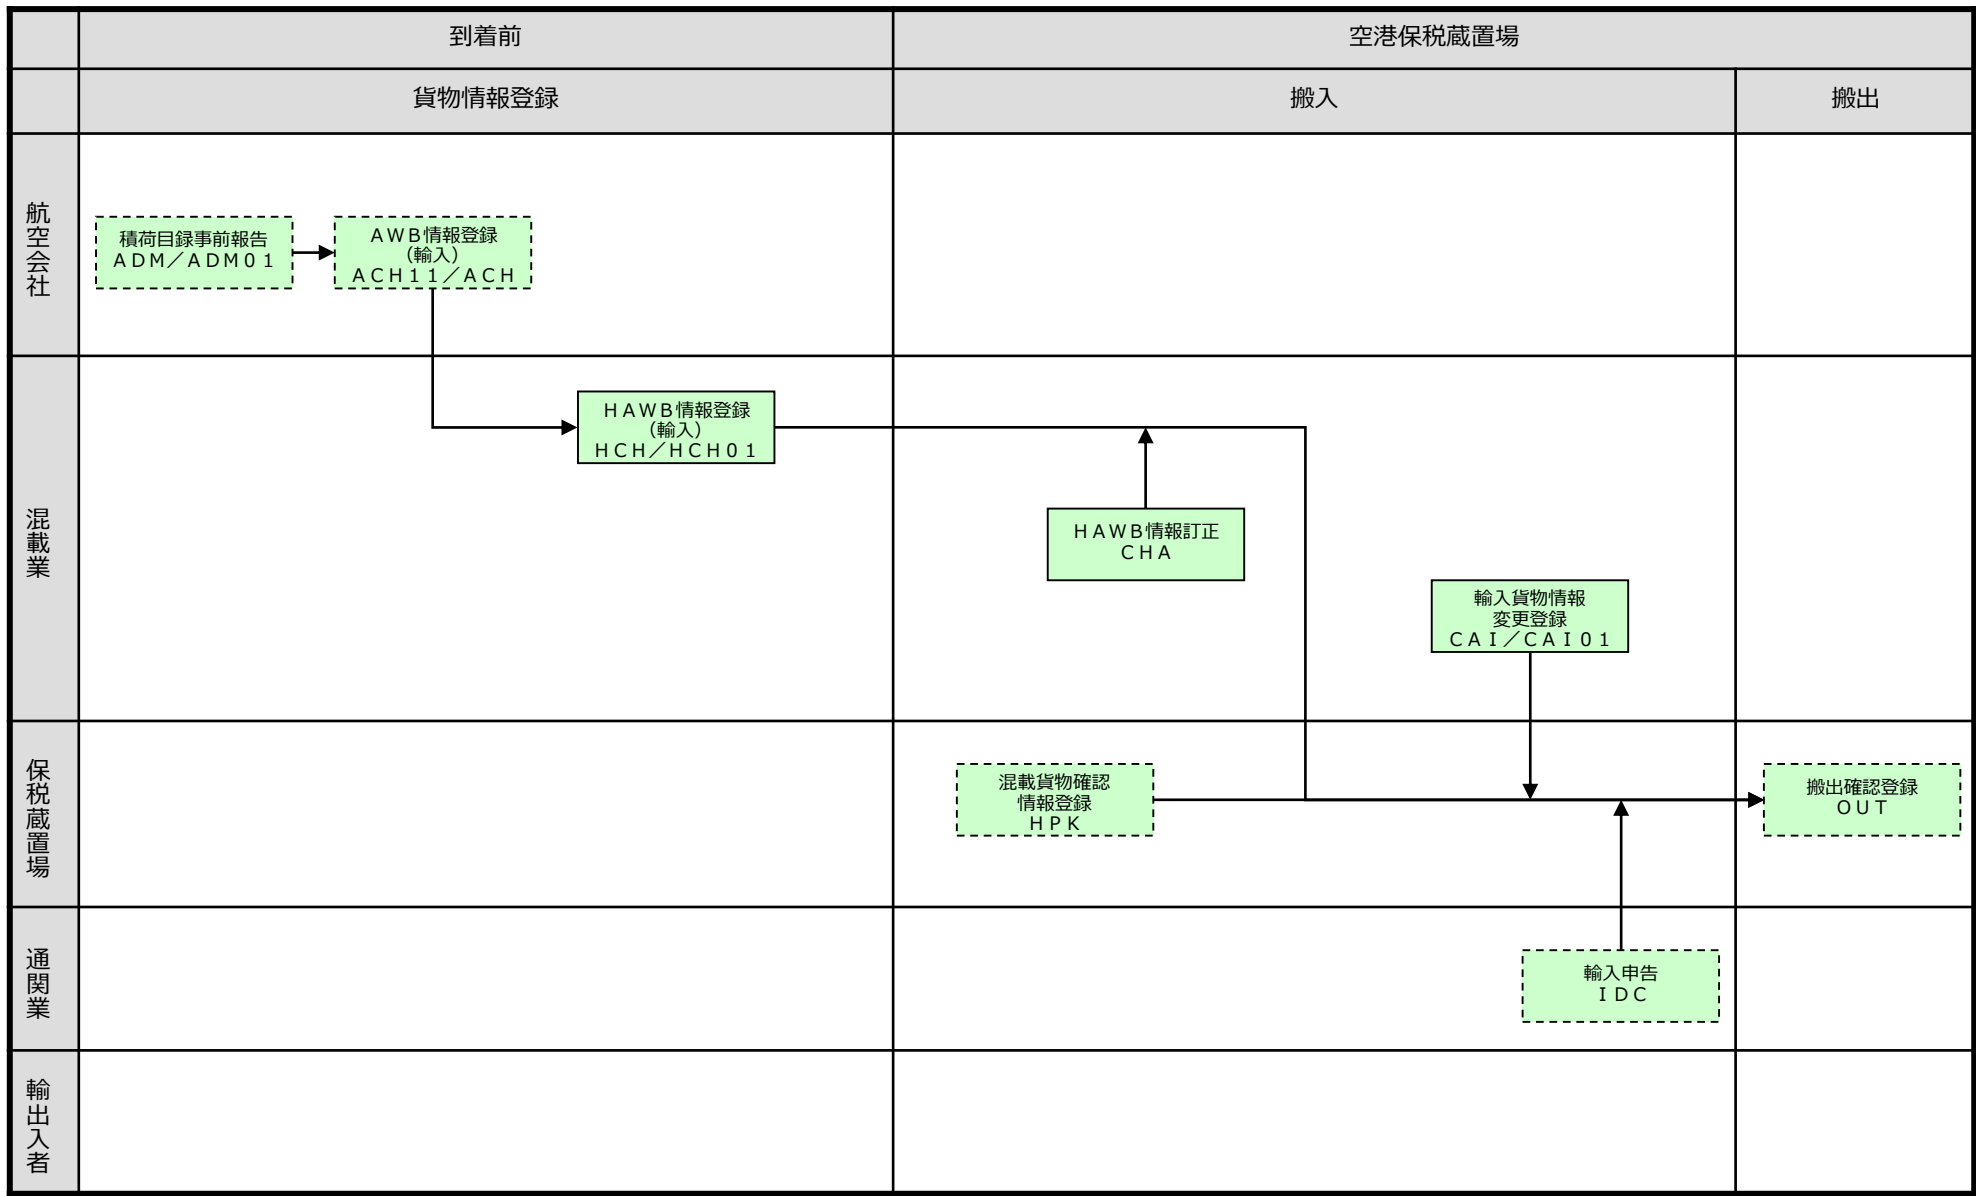 到着前
空港保税蔵置場
貨物情報登録
搬入
搬出
航空会社
積荷目録事前報告
ＡＤＭ／ＡＤＭ０１
ＡＷＢ情報登録
（輸入）
ＡＣＨ１１／ＡＣＨ
混載業
ＨＡＷＢ情報登録
（輸入）
ＨＣＨ／ＨＣＨ０１
ＨＡＷＢ情報訂正
ＣＨＡ
輸入貨物情報
変更登録
ＣＡＩ／ＣＡＩ０１
保税蔵置場
混載貨物確認
情報登録
ＨＰＫ
搬出確認登録
ＯＵＴ
通関業
輸入申告
ＩＤＣ
輸出入者